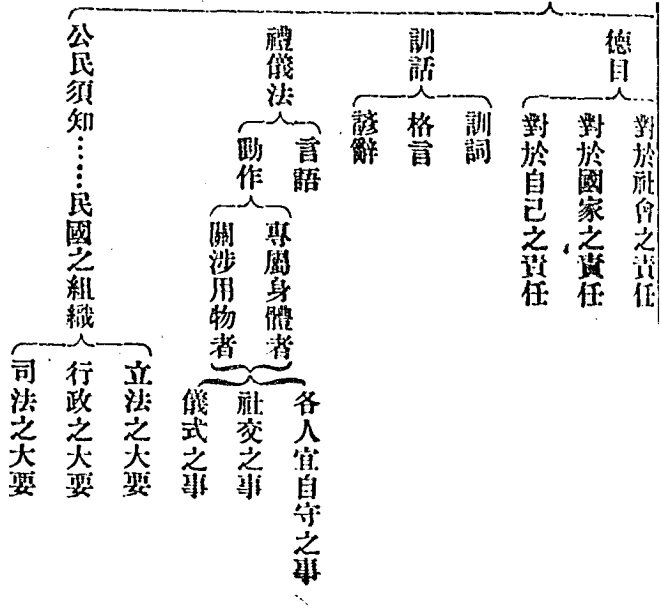 德目
對於社會之責任
對於國家之責任
對於自己之責任
訓話
訓詞
格言
諺辭
禮儀法
言語
動作
專屬身體者
關涉用物者
各人宜自守之事
社交之事
儀式之事
公民須知……民國之組織
立法之大要
行政之大要
司法之大要